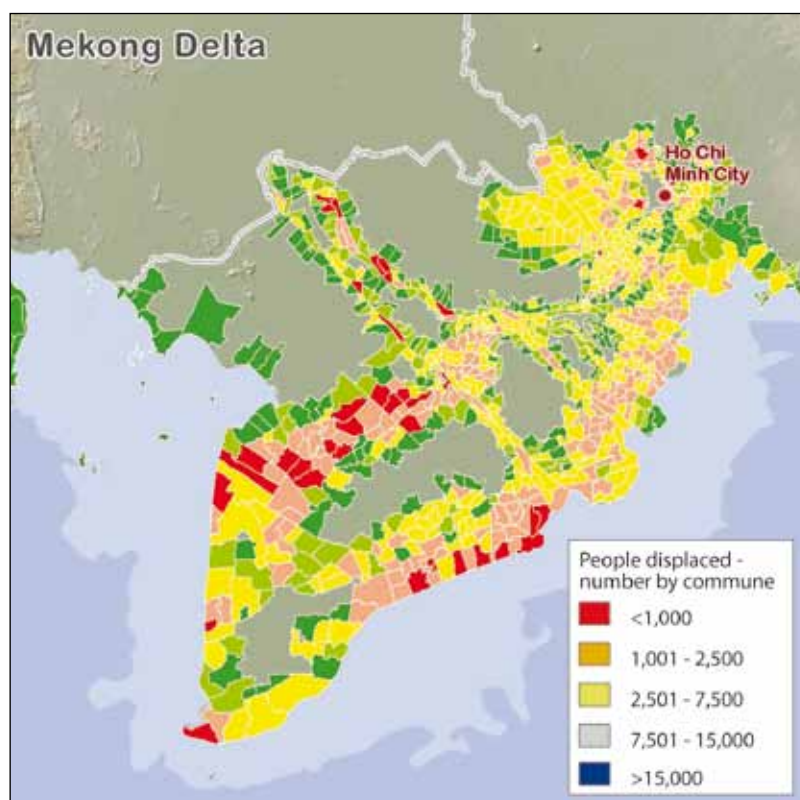 Mekong Delta
Ho Chi
Minh City
People displaced -
number by commune
<1,000
1,001 - 2,500
2,501 - 7,500
7,501 - 15,000
>15,000